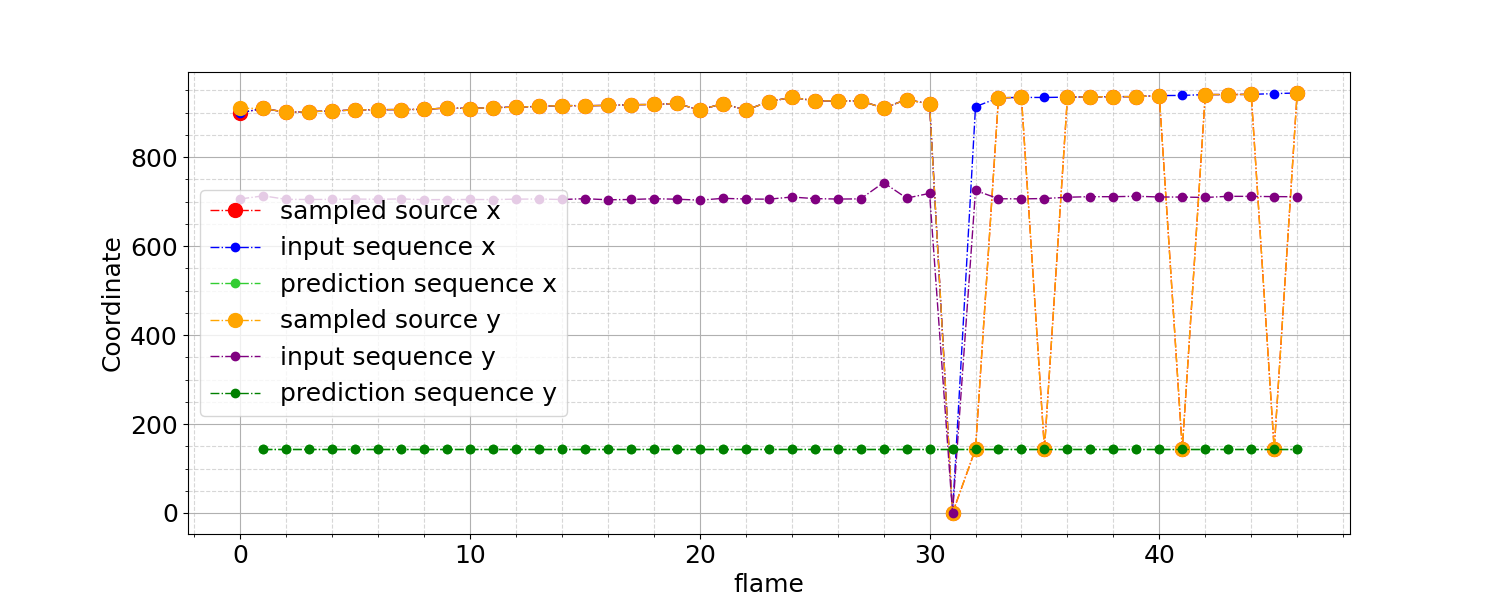 800
600
400
200
0
Coordinate
sampled source x
input sequence x
prediction sequence x
sampled source y
input sequence y
prediction sequence y
0 10 20 30 40
flame